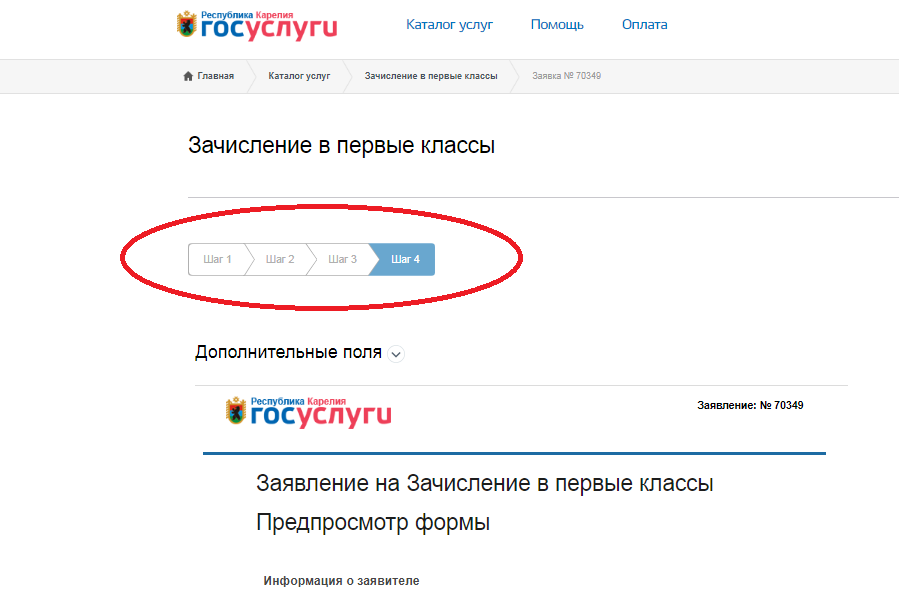 Республика Карелия
госуслуги
Каталог услуг Помощь Оплата
Главная Каталог услуг Зачисление в первые классы Заявка № 70349
Зачисление в первые классы
Шаг 1 Шаг 2 Шаг 3 Шаг 4
Дополнительные поля
Республика Карелия
госуслуги
Заявление: № 70349
Заявление на Зачисление в первые классы
Предпросмотр формы
Информация о заявителе